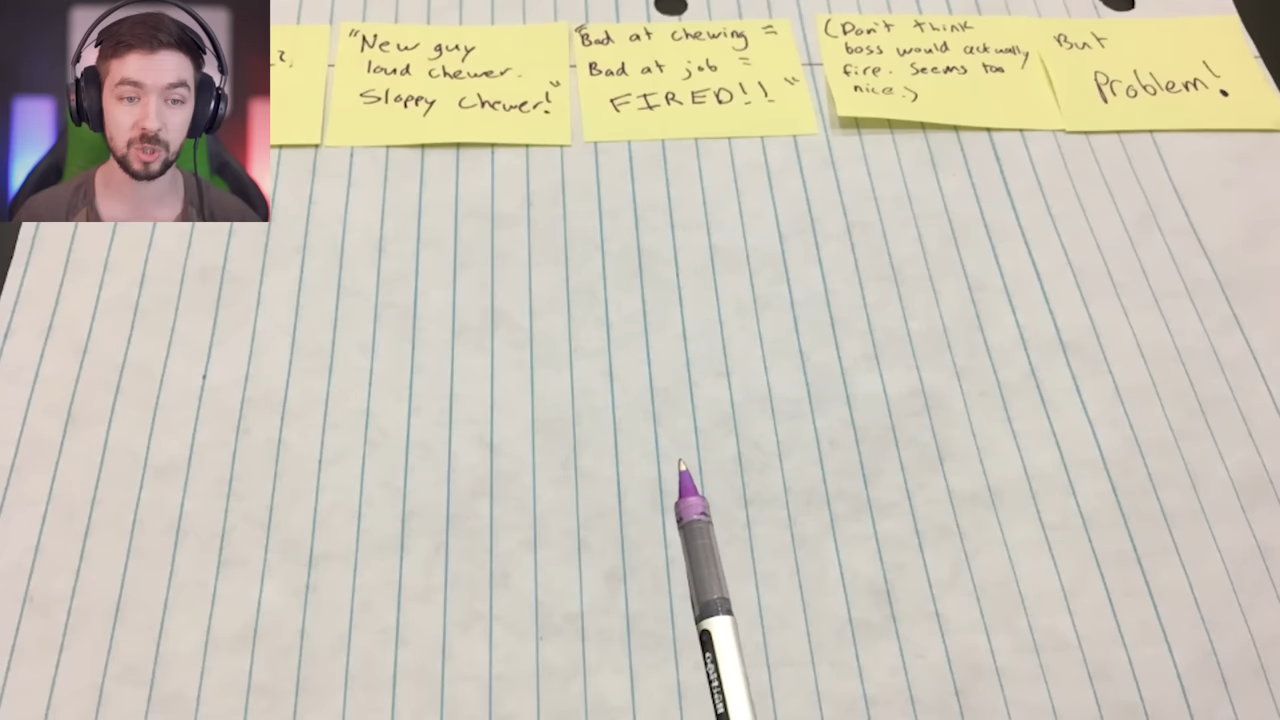 "New guy
loud chewer.
Sloppy chewer!"
"Bad at chewing =
Bad at job =
FIRED!!"
(Don't think
boss would actually
fire. Seems too
nice.)
But
Problem!